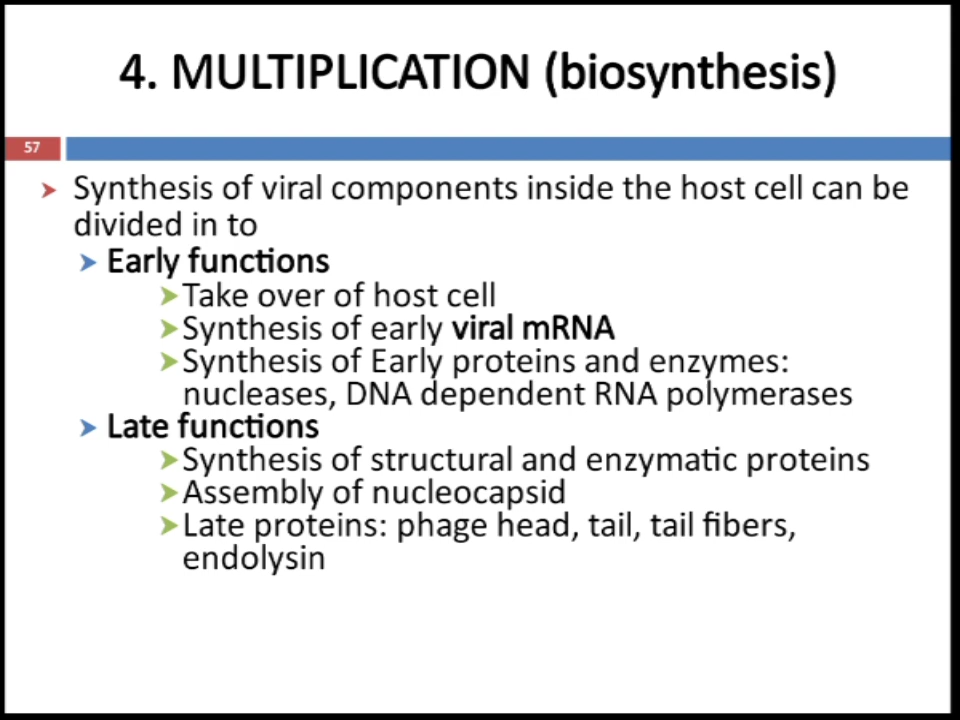 4. MULTIPLICATION (biosynthesis)
57
Synthesis of viral components inside the host cell can be
divided in to
Early functions
Take over of host cell
Synthesis of early viral mRNA
Synthesis of Early proteins and enzymes:
nucleases, DNA dependent RNA polymerases
Late functions
Synthesis of structural and enzymatic proteins
Assembly of nucleocapsid
Late proteins: phage head, tail, tail fibers,
endolysin